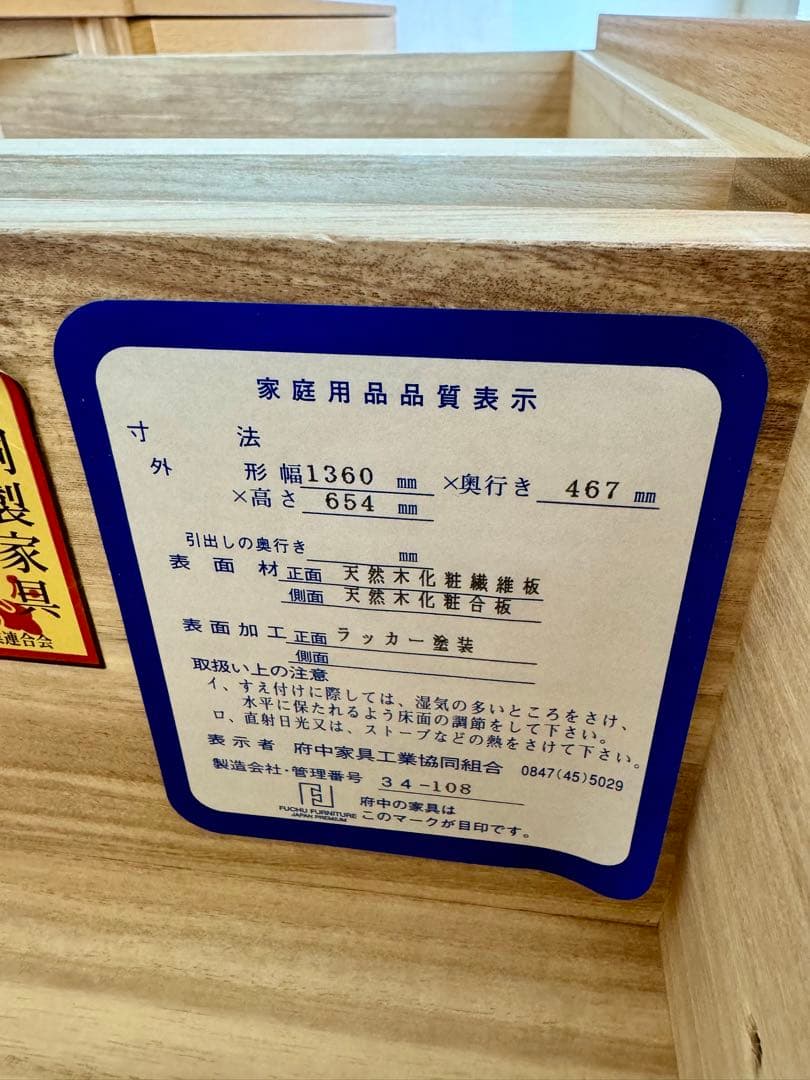 家庭用品品質表示
寸法
外形 幅1360 mm ×奥行き 467 mm
×高さ 654 mm
引出しの奥行き mm
表面材 正面 天然木化粧繊維板
側面 天然木化粧合板
表面加工 正面 ラッカー塗装
側面
取扱い上の注意
イ、すえ付けに際しては、湿気の多いところをさけ、
水平に保たれるよう床面の調節をして下さい。
ロ、直射日光又は、ストーブなどの熱をさけて下さい。
表示者 府中家具工業協同組合 0847(45)5029
製造会社・管理番号 34-108
FUCHU FURNITURE
JAPAN PREMIUM
府中の家具は
このマークが目印です。
製家具
連合会